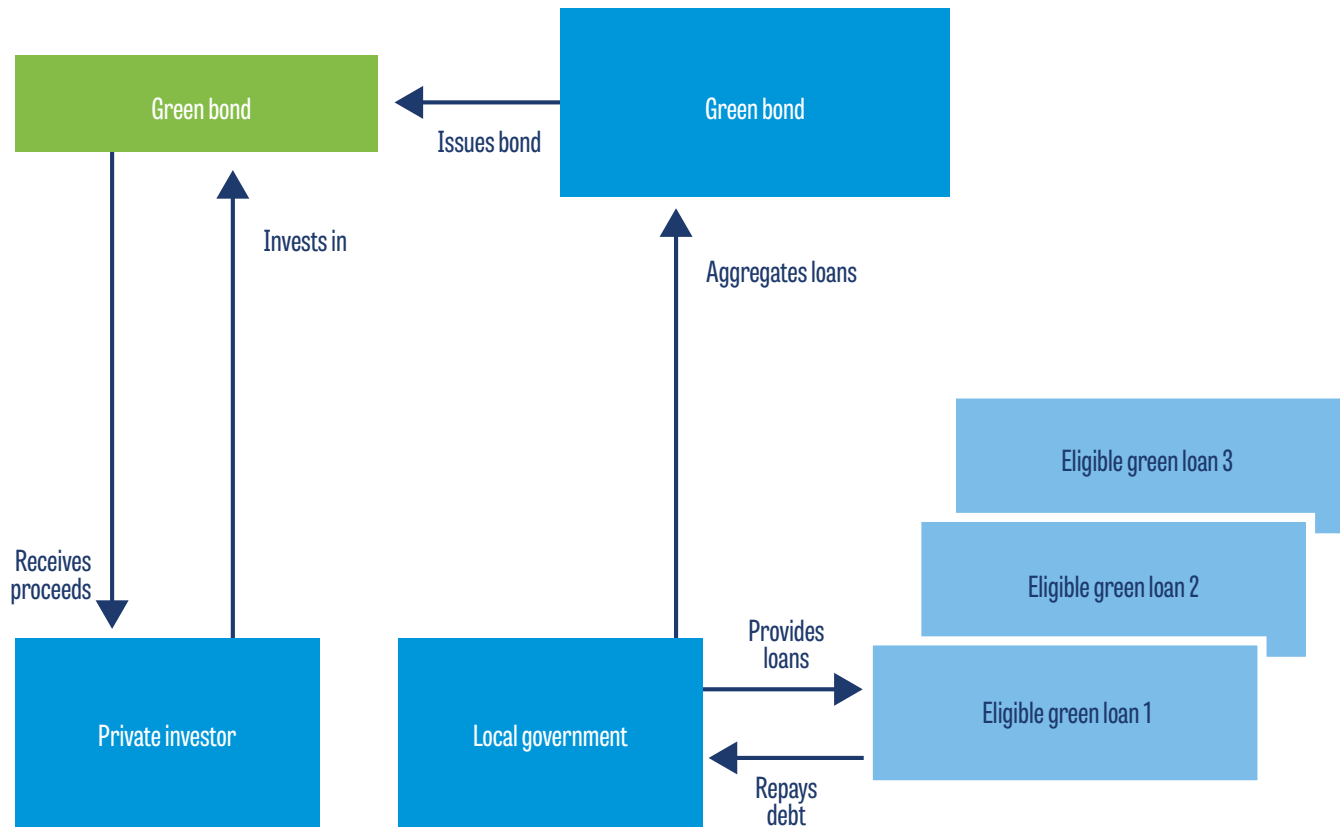 Green bond
Green bond
Issues bond
Invests in
Aggregates loans
Eligible green loan 3
Receives
proceeds
Eligible green loan 2
Provides
loans
Private investor
Local government
Eligible green loan 1
Repays
debt